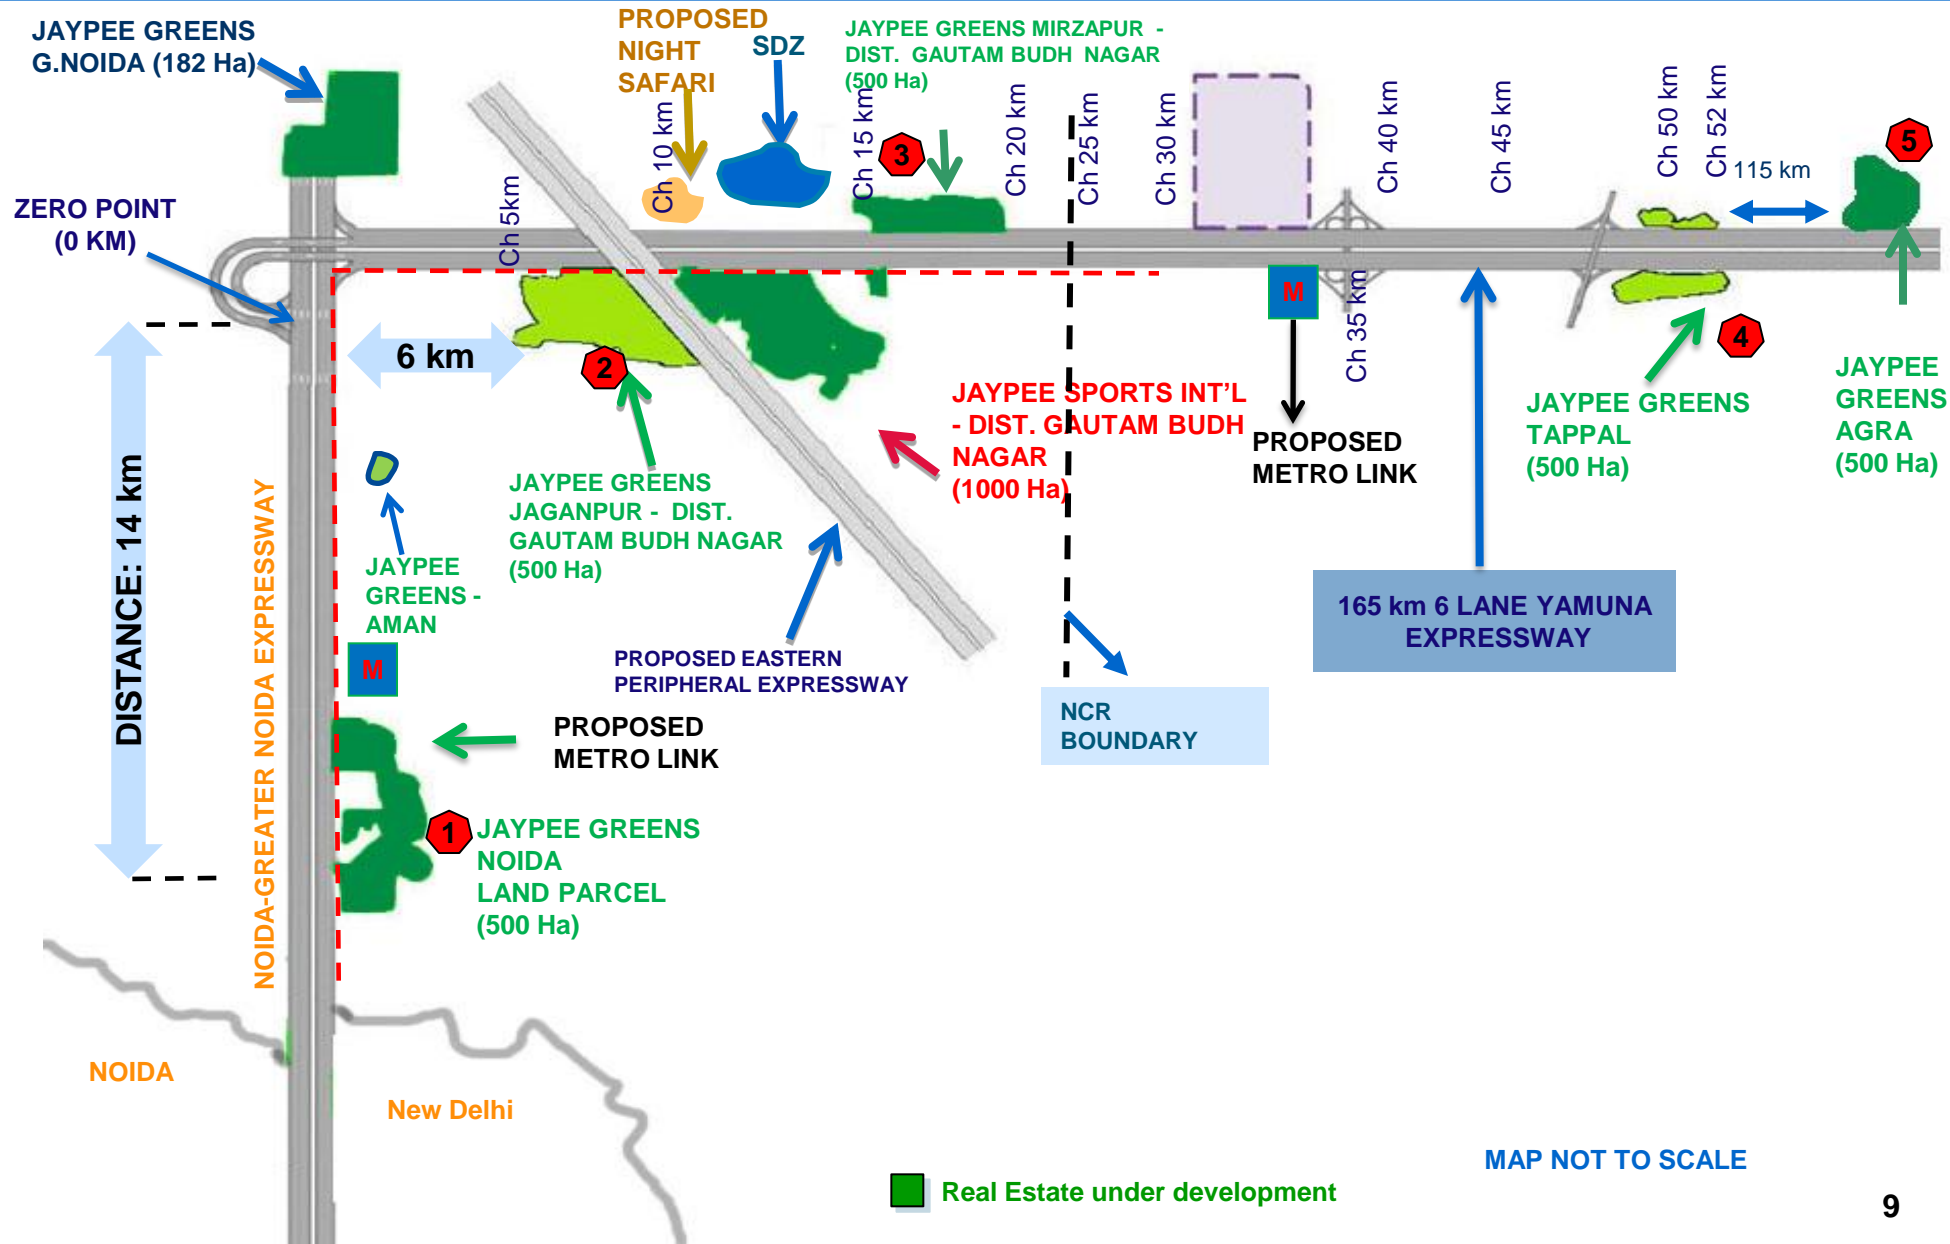 JAYPEE GREENS
G.NOIDA (182 Ha)
PROPOSED
NIGHT
SAFARI
SDZ
JAYPEE GREENS MIRZAPUR -
DIST. GAUTAM BUDH NAGAR
(500 Ha)
ZERO POINT
(0 KM)
Ch 5km
Ch 10 km
Ch 15 km
3
Ch 20 km
Ch 25 km
Ch 30 km
Ch 35 km
Ch 40 km
Ch 45 km
Ch 50 km
Ch 52 km
115 km
5
6 km
2
M
4
JAYPEE SPORTS INT'L
- DIST. GAUTAM BUDH
NAGAR
(1000 Ha)
PROPOSED
METRO LINK
JAYPEE GREENS
TAPPAL
(500 Ha)
JAYPEE
GREENS
AGRA
(500 Ha)
DISTANCE: 14 km
NOIDA-GREATER NOIDA EXPRESSWAY
JAYPEE GREENS
JAGANPUR - DIST.
GAUTAM BUDH NAGAR
(500 Ha)
JAYPEE
GREENS -
AMAN
M
PROPOSED EASTERN
PERIPHERAL EXPRESSWAY
165 km 6 LANE YAMUNA
EXPRESSWAY
NCR
BOUNDARY
PROPOSED
METRO LINK
1
JAYPEE GREENS
NOIDA
LAND PARCEL
(500 Ha)
NOIDA
New Delhi
MAP NOT TO SCALE
Real Estate under development
9